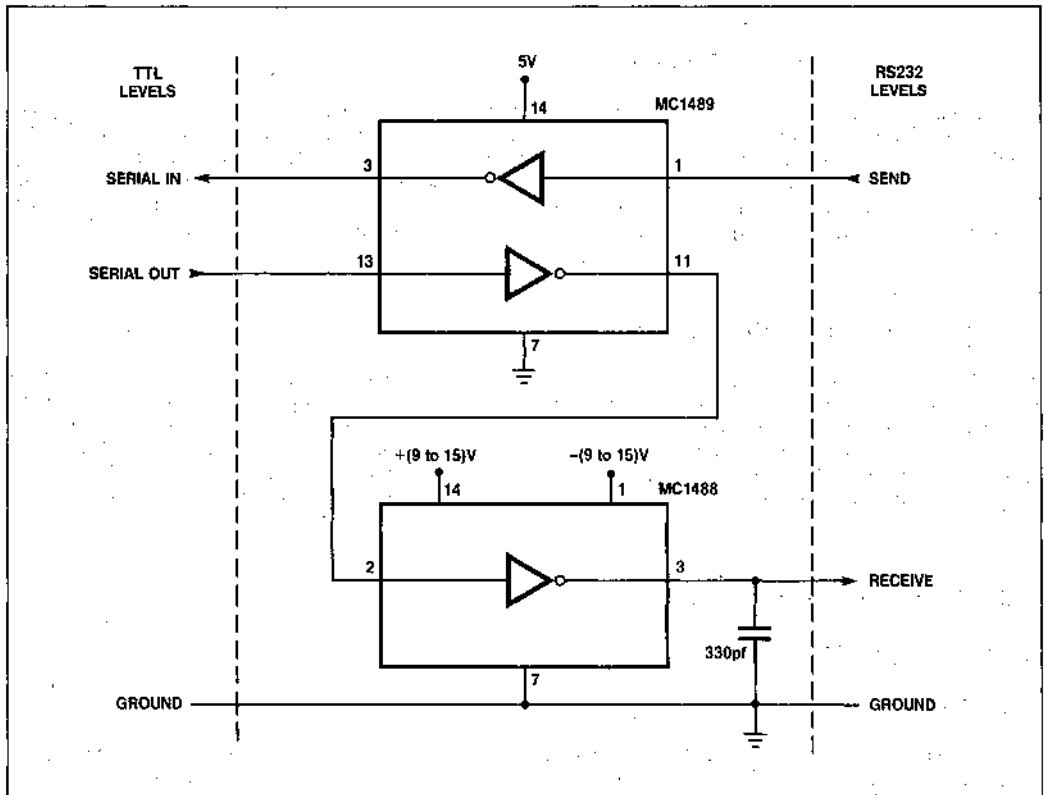 TTL
LEVELS
5V
RS232
LEVELS
14
MC1489
3
1
SERIAL IN
SEND
SERIAL OUT
13
11
7
+(9 to 15)V
–(9 to 15)V
14
1
MC1488
2
3
RECEIVE
330pf
7
GROUND
GROUND